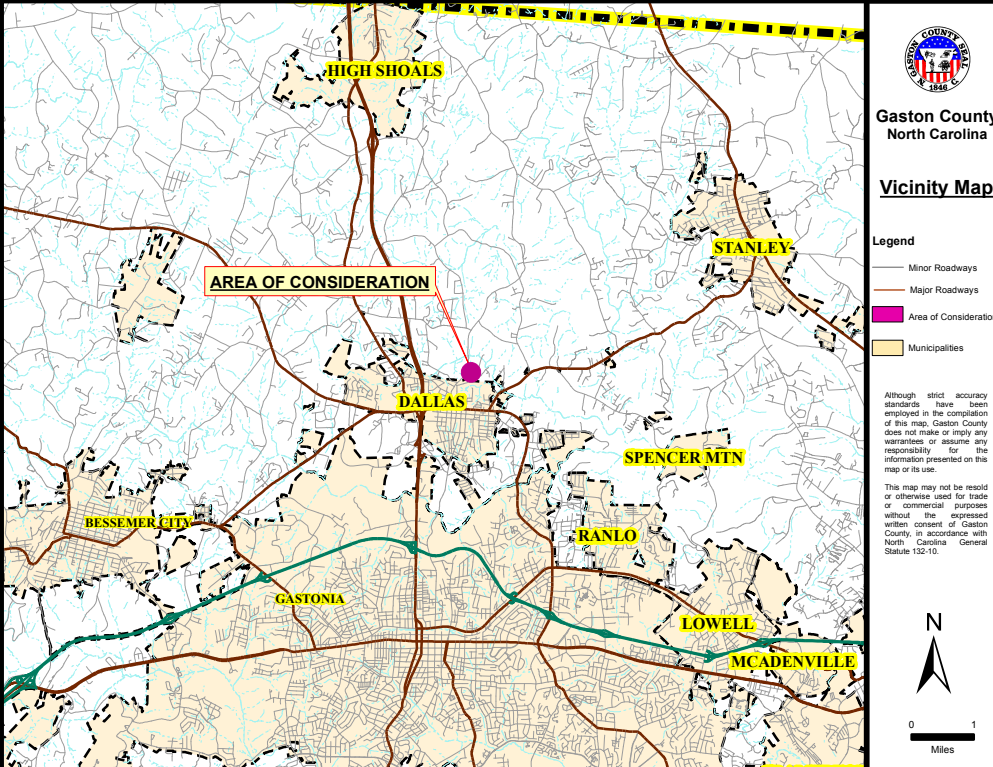 HIGH SHOALS
STANLEY
AREA OF CONSIDERATION
DALLAS
SPENCER MTN
BESSEMER CITY
RANLO
GASTONIA
LOWELL
MCADENVILLE
GASTON COUNTY SEAL
N C
1846
Gaston County
North Carolina
Vicinity Map
Legend
Minor Roadways
Major Roadways
Area of Consideration
Municipalities
Although strict accuracy
standards have been
employed in the compilation
of this map, Gaston County
does not make or imply any
warrantees or assume any
responsibility for the
information presented on this
map or its use.
This map may not be resold
or otherwise used for trade
or commercial purposes
without the expressed
written consent of Gaston
County, in accordance with
North Carolina General
Statute 132-10.
N
0 1
Miles